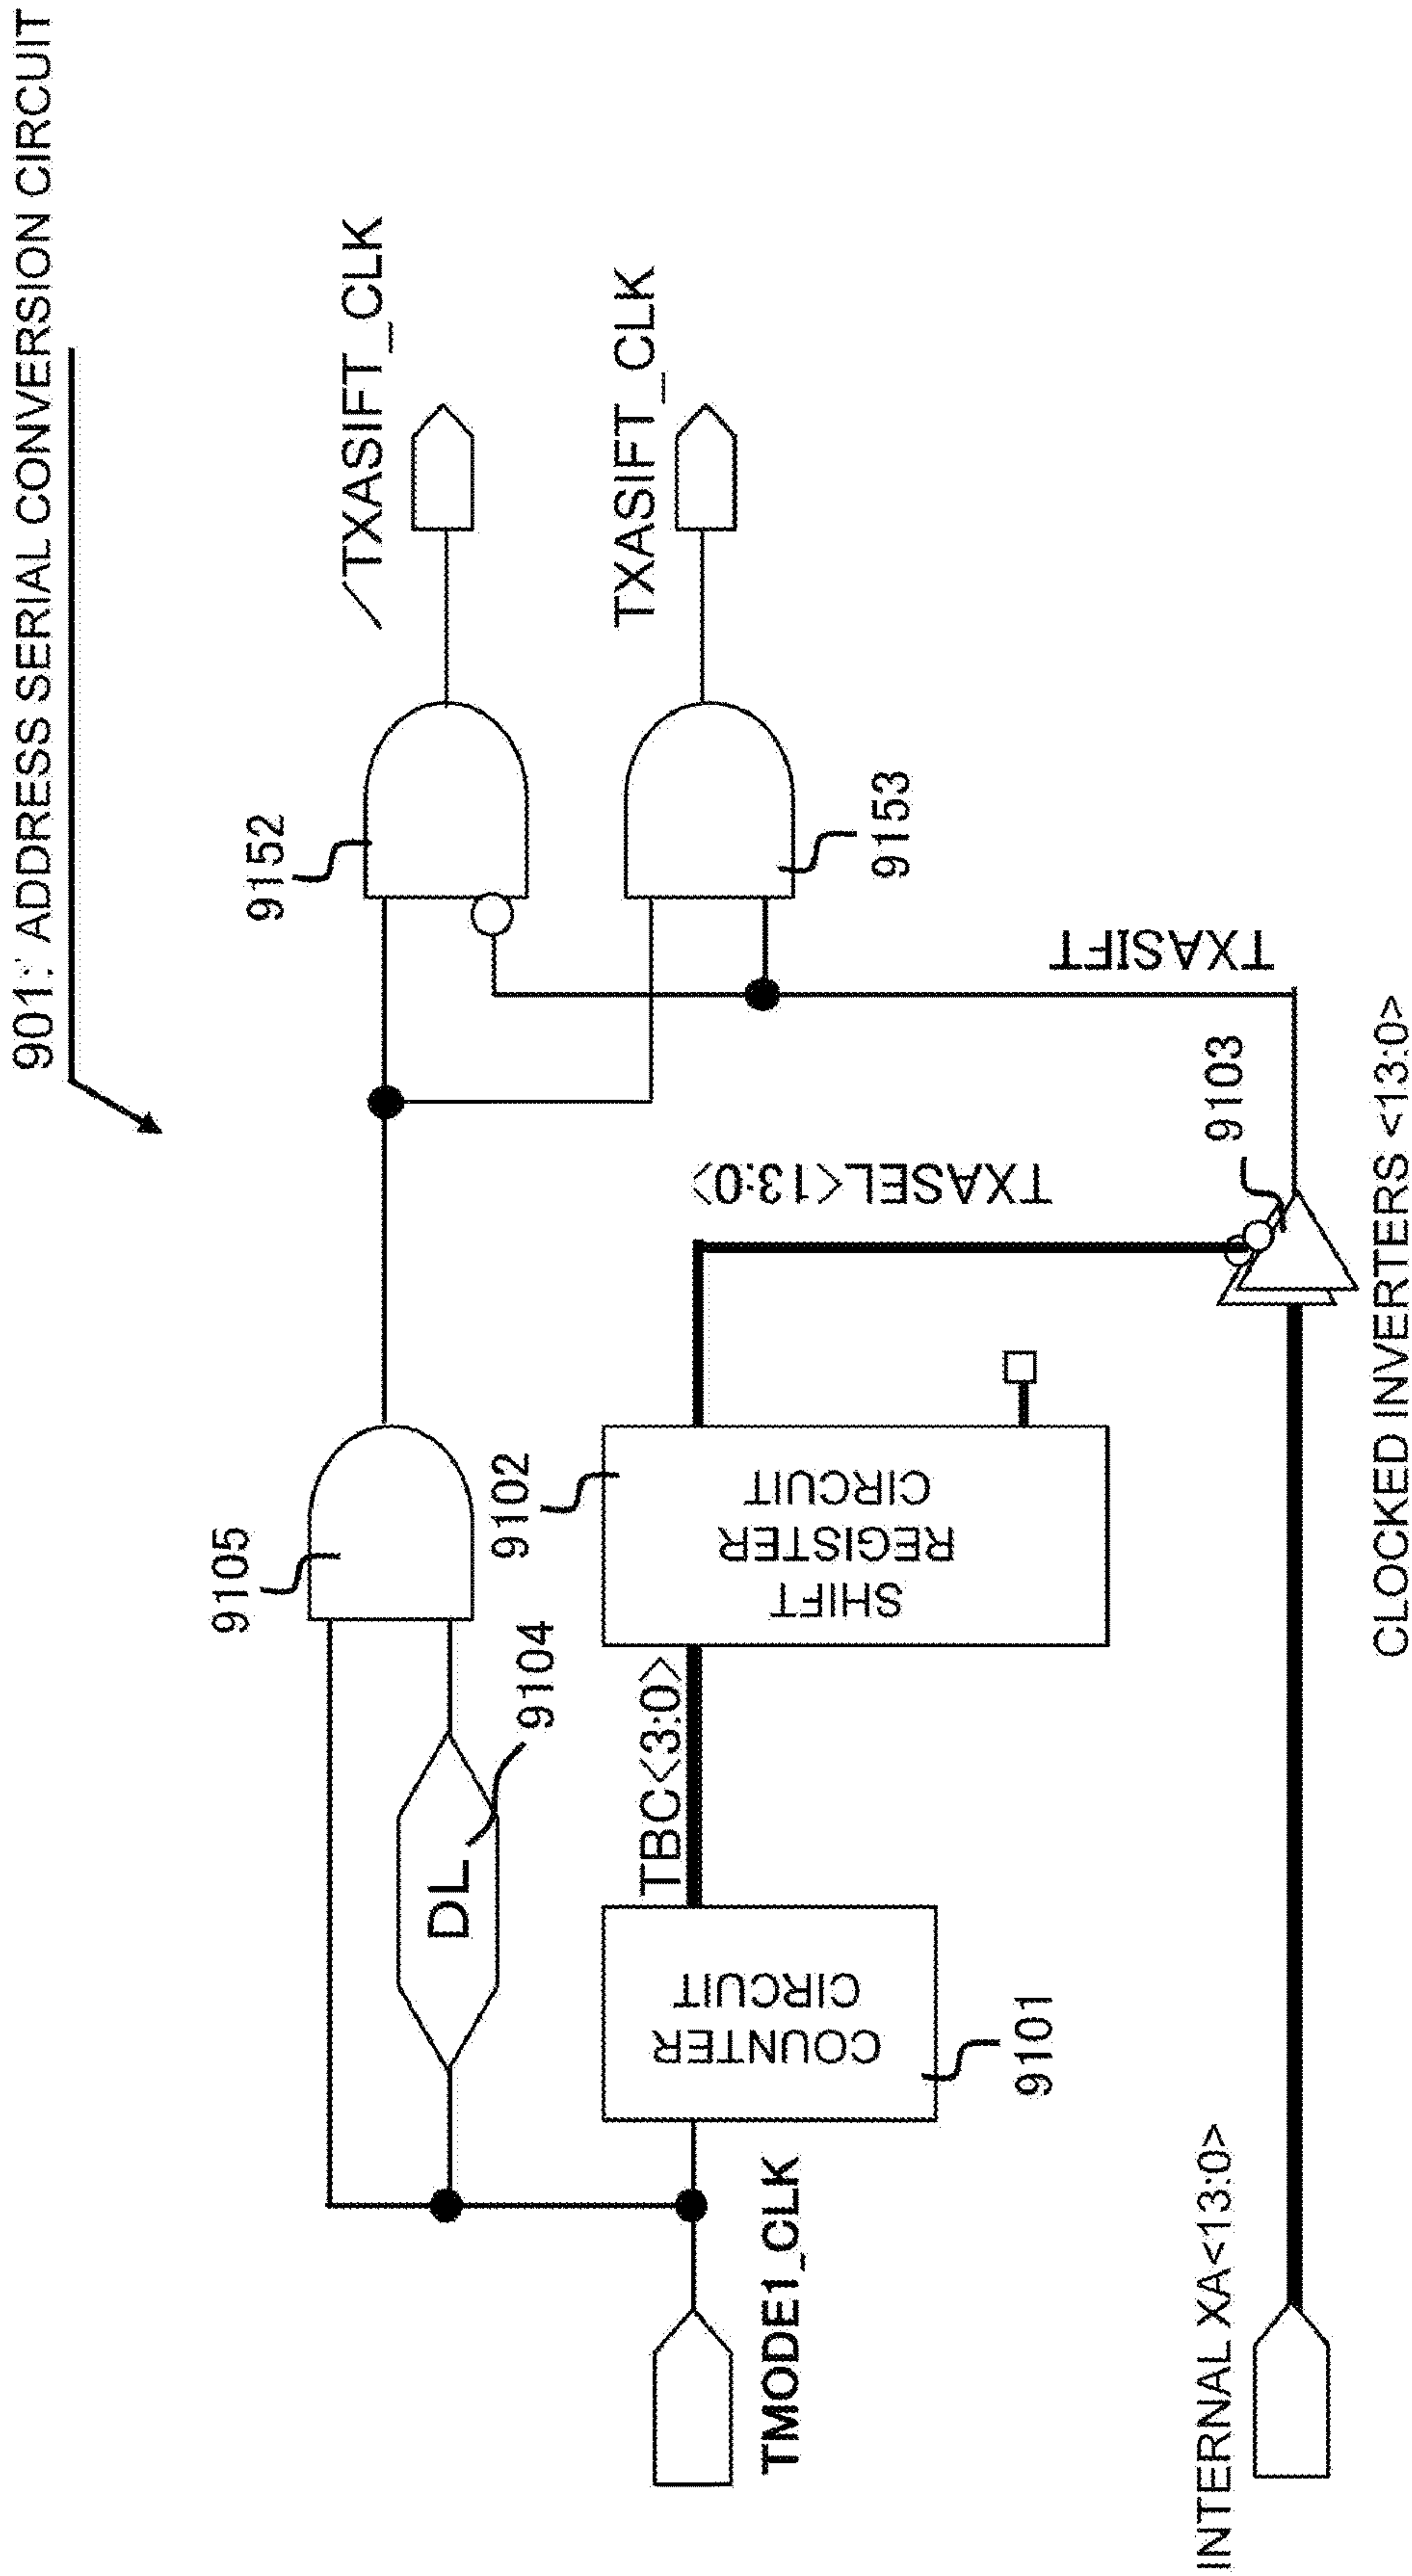 901: ADDRESS SERIAL CONVERSION CIRCUIT
/TXASIFT_CLK
TXASIFT_CLK
9152
9153
TXASIFT
9105
9104
DL
9102
SHIFT
REGISTER
CIRCUIT
TXASEL<13:0>
9103
CLOCKED INVERTERS <13:0>
TBC<3:0>
COUNTER
CIRCUIT
9101
TMODE1_CLK
INTERNAL XA<13:0>